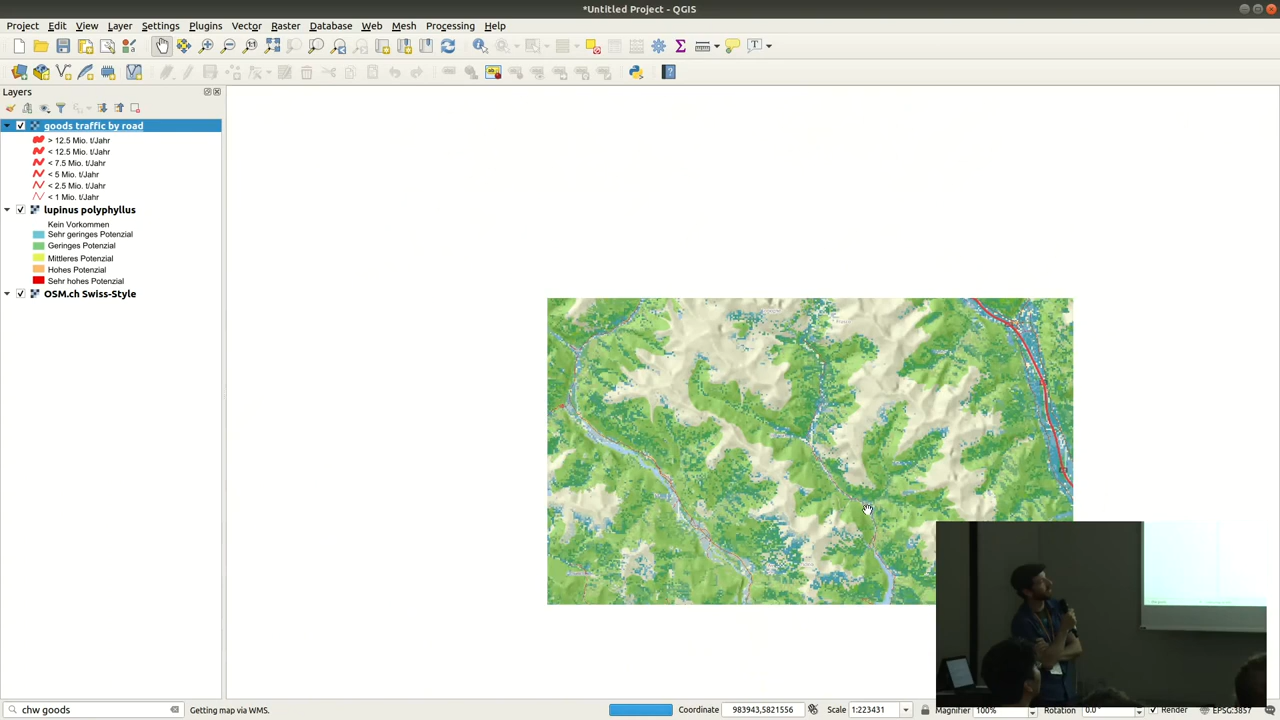 *Untitled Project - QGIS
Project Edit View Layer Settings Plugins Vector Raster Database Web Mesh Processing Help
Layers
goods traffic by road
> 12.5 Mio. t/Jahr
< 12.5 Mio. t/Jahr
< 7.5 Mio. t/Jahr
< 5 Mio. t/Jahr
< 2.5 Mio. t/Jahr
< 1 Mio. t/Jahr
lupinus polyphyllus
Kein Vorkommen
Sehr geringes Potenzial
Geringes Potenzial
Mittleres Potenzial
Hohes Potenzial
Sehr hohes Potenzial
OSM.ch Swiss-Style
chw goods Getting map via WMS. Coordinate 983943,5821556 Scale 1:223431 Magnifier 100% Rotation 0.0 ° Render EPSG:3857